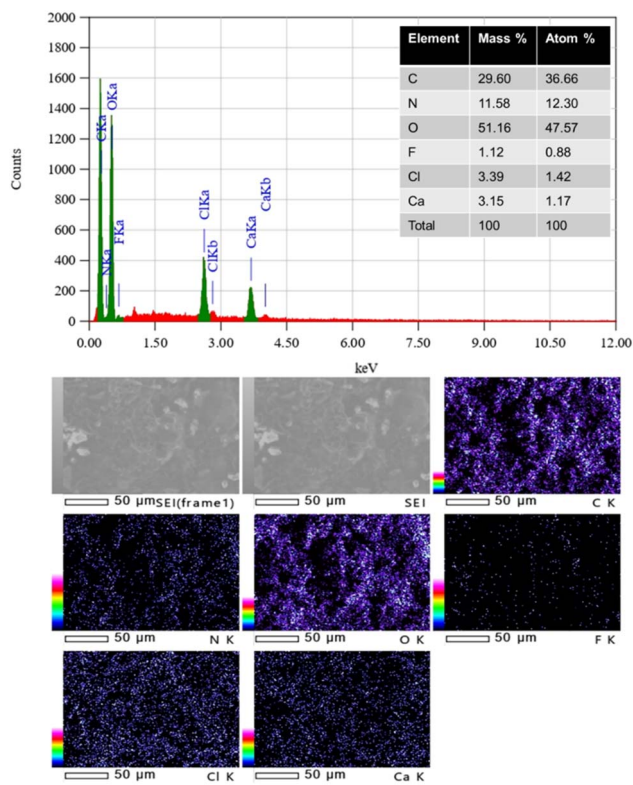 2000
1800
1600
1400
1200
1000
800
600
400
200
0
Counts
CKa
OKa
NKa
FKa
ClKa
ClKb
CaKa
CaKb
Element Mass % Atom %
C 29.60 36.66
N 11.58 12.30
O 51.16 47.57
F 1.12 0.88
Cl 3.39 1.42
Ca 3.15 1.17
Total 100 100
0.00 1.50 3.00 4.50 6.00 7.50 9.00 10.50 12.00
keV
50 µm SEI(frame1) 50 µm SEI 50 µm C K
50 µm N K 50 µm O K 50 µm F K
50 µm Cl K 50 µm Ca K